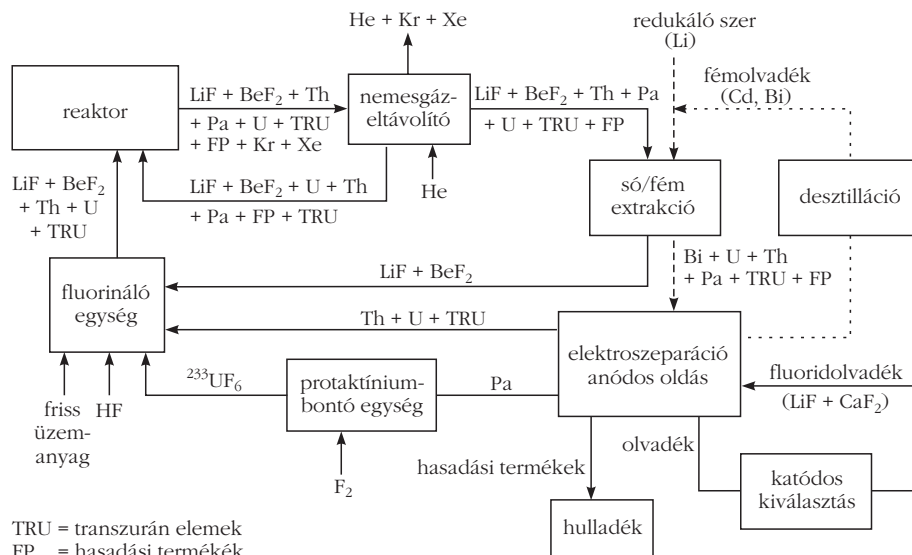 He + Kr + Xe
redukáló szer
(Li)
fémolvadék
(Cd, Bi)
reaktor
LiF + BeF₂ + Th
+ Pa + U + TRU
+ FP + Kr + Xe
nemesgáz-
eltávolító
LiF + BeF₂ + Th + Pa
+ U + TRU + FP
LiF + BeF₂
+ Th + U
+ TRU
LiF + BeF₂ + U + Th
+ Pa + FP + TRU
He
só/fém
extrakció
desztilláció
Bi + U + Th
+ Pa + TRU + FP
LiF + BeF₂
fluorináló
egység
Th + U + TRU
elektroszeparáció
anódos oldás
fluoridolvadék
(LiF + CaF₂)
²³³UF₆
protaktínium-
bontó egység
Pa
friss
üzem-
anyag
HF
F₂
hasadási termékek
olvadék
katódos
kiválasztás
hulladék
TRU = transzurán elemek
FP = hasadási termékék